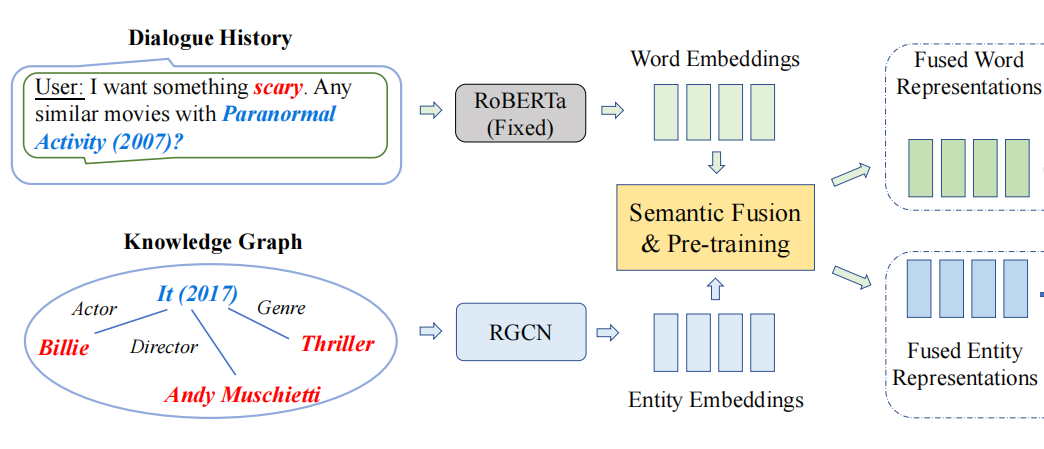 Dialogue History
User: I want something scary. Any
similar movies with Paranormal
Activity (2007)?
RoBERTa
(Fixed)
Word Embeddings
Fused Word
Representations
Semantic Fusion
& Pre-training
Knowledge Graph
It (2017)
Actor
Genre
Billie
Director
Thriller
Andy Muschietti
RGCN
Entity Embeddings
Fused Entity
Representations